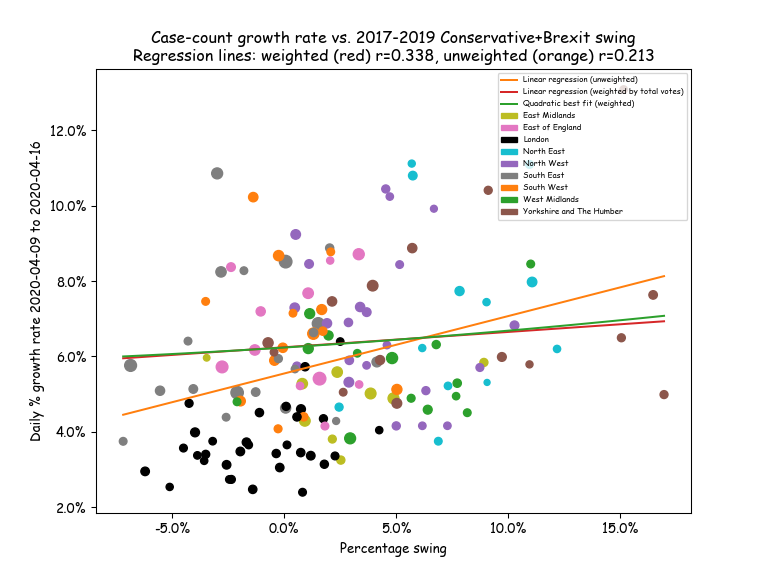 Case-count growth rate vs. 2017-2019 Conservative+Brexit swing
Regression lines: weighted (red) r=0.338, unweighted (orange) r=0.213
Linear regression (unweighted)
Linear regression (weighted by total votes)
Quadratic best fit (weighted)
East Midlands
East of England
London
North East
North West
South East
South West
West Midlands
Yorkshire and The Humber
Daily % growth rate 2020-04-09 to 2020-04-16
12.0%
10.0%
8.0%
6.0%
4.0%
2.0%
-5.0%
0.0%
5.0%
10.0%
15.0%
Percentage swing